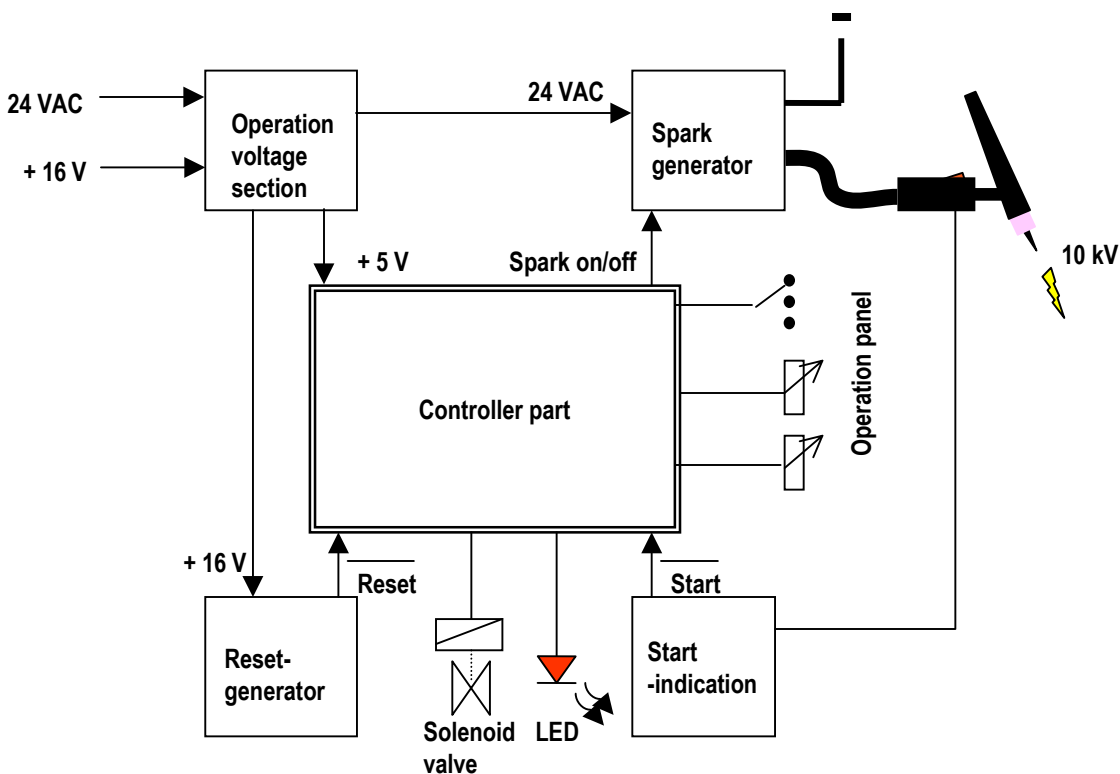 24 VAC
+ 16 V
Operation
voltage
section
24 VAC
Spark
generator
10 kV
+ 5 V
Spark on/off
Operation panel
Controller part
+ 16 V
Reset
Start
Reset-
generator
Solenoid
valve
LED
Start
-indication